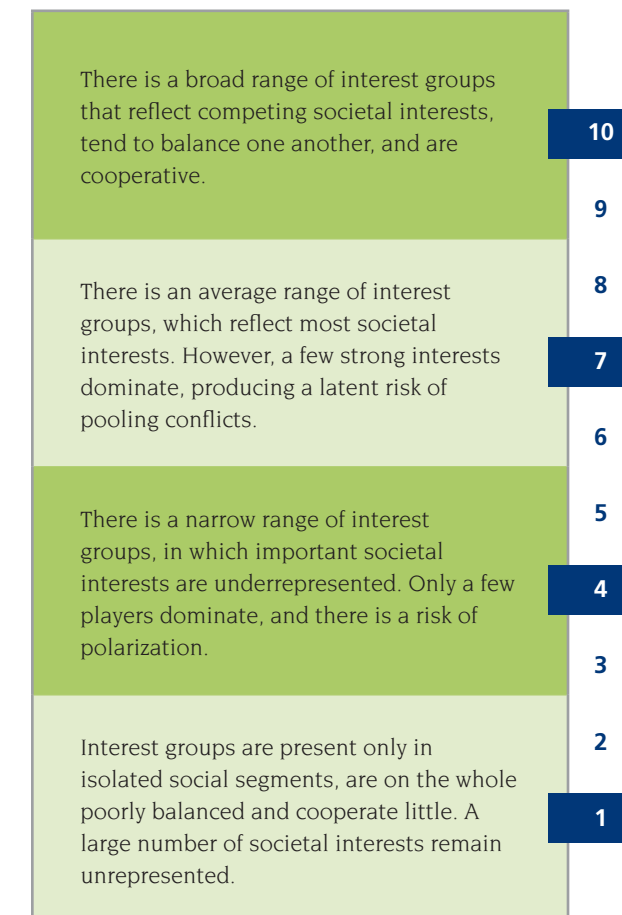 There is a broad range of interest groups
that reflect competing societal interests,
tend to balance one another, and are
cooperative.
10
9
There is an average range of interest
groups, which reflect most societal
interests. However, a few strong interests
dominate, producing a latent risk of
pooling conflicts.
8
7
6
There is a narrow range of interest
groups, in which important societal
interests are underrepresented. Only a few
players dominate, and there is a risk of
polarization.
5
4
3
Interest groups are present only in
isolated social segments, are on the whole
poorly balanced and cooperate little. A
large number of societal interests remain
unrepresented.
2
1